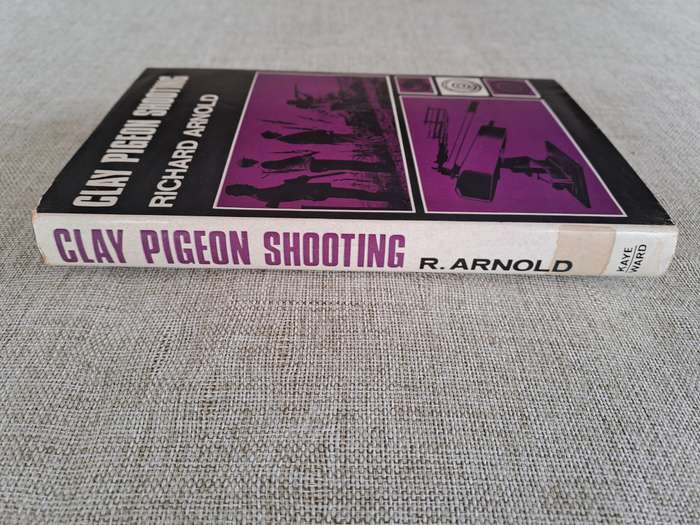 CLAY PIGEON SHOOTING
RICHARD ARNOLD
CLAY PIGEON SHOOTING R. ARNOLD
KAYE
WARD